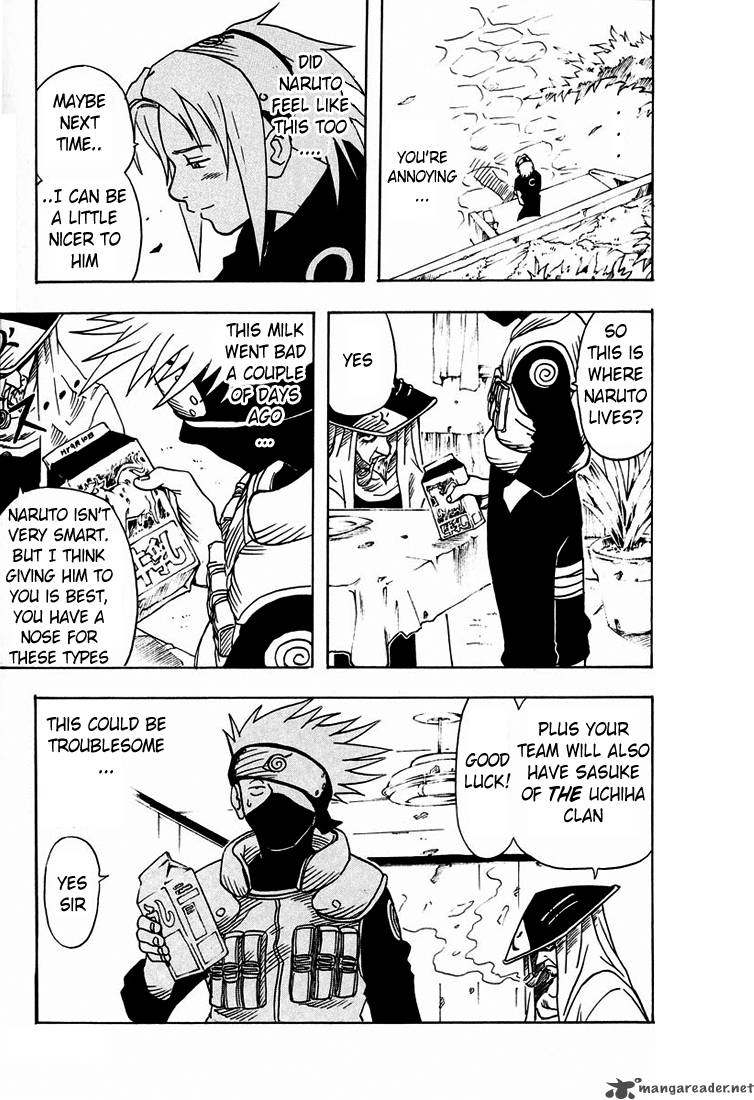 YOU'RE
ANNOYING
...
DID
NARUTO
FEEL LIKE
THIS TOO
....
MAYBE
NEXT
TIME..
..I CAN BE
A LITTLE
NICER TO
HIM
SO
THIS IS
WHERE
NARUTO
LIVES?
YES
THIS MILK
WENT BAD
A COUPLE
OF DAYS
AGO
...
NARUTO ISN'T
VERY SMART.
BUT I THINK
GIVING HIM TO
YOU IS BEST,
YOU HAVE A
NOSE FOR
THESE TYPES
PLUS YOUR
TEAM WILL ALSO
HAVE SASUKE
OF THE UCHIHA
CLAN
GOOD
LUCK!
THIS COULD BE
TROUBLESOME
...
YES
SIR
mangareader.net